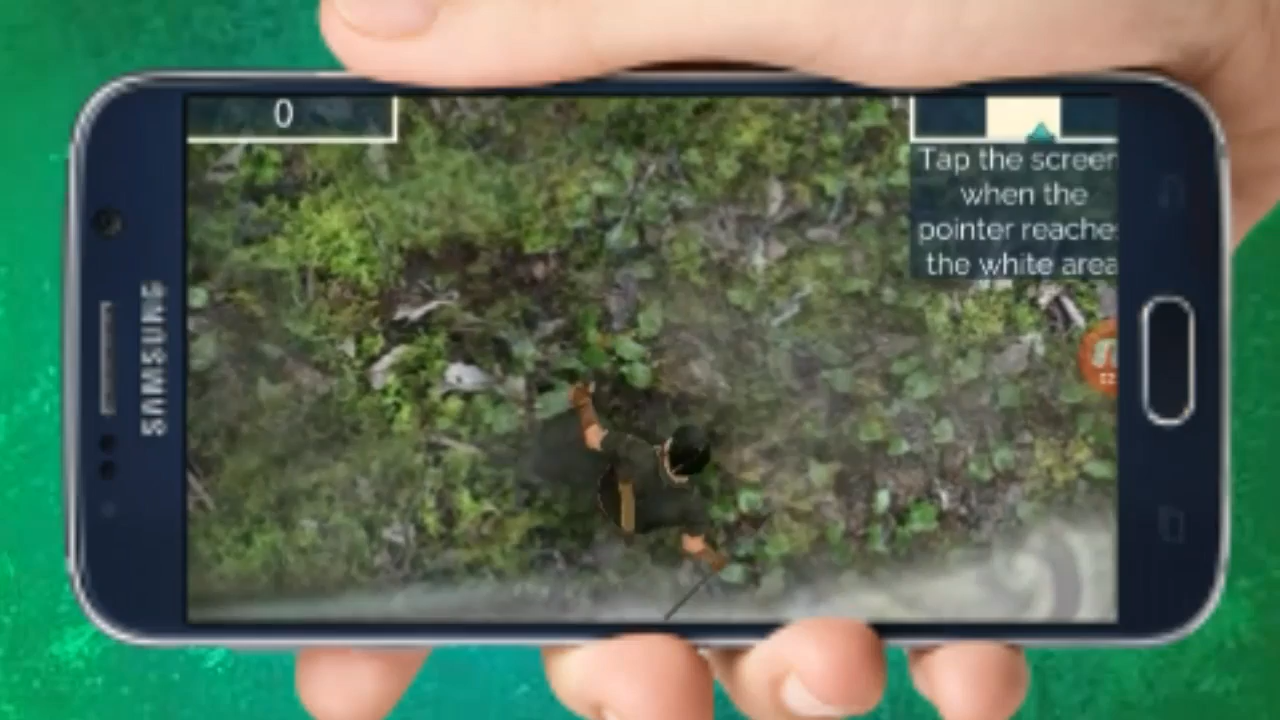 0
Tap the screen
when the
pointer reaches
the white area
SAMSUNG